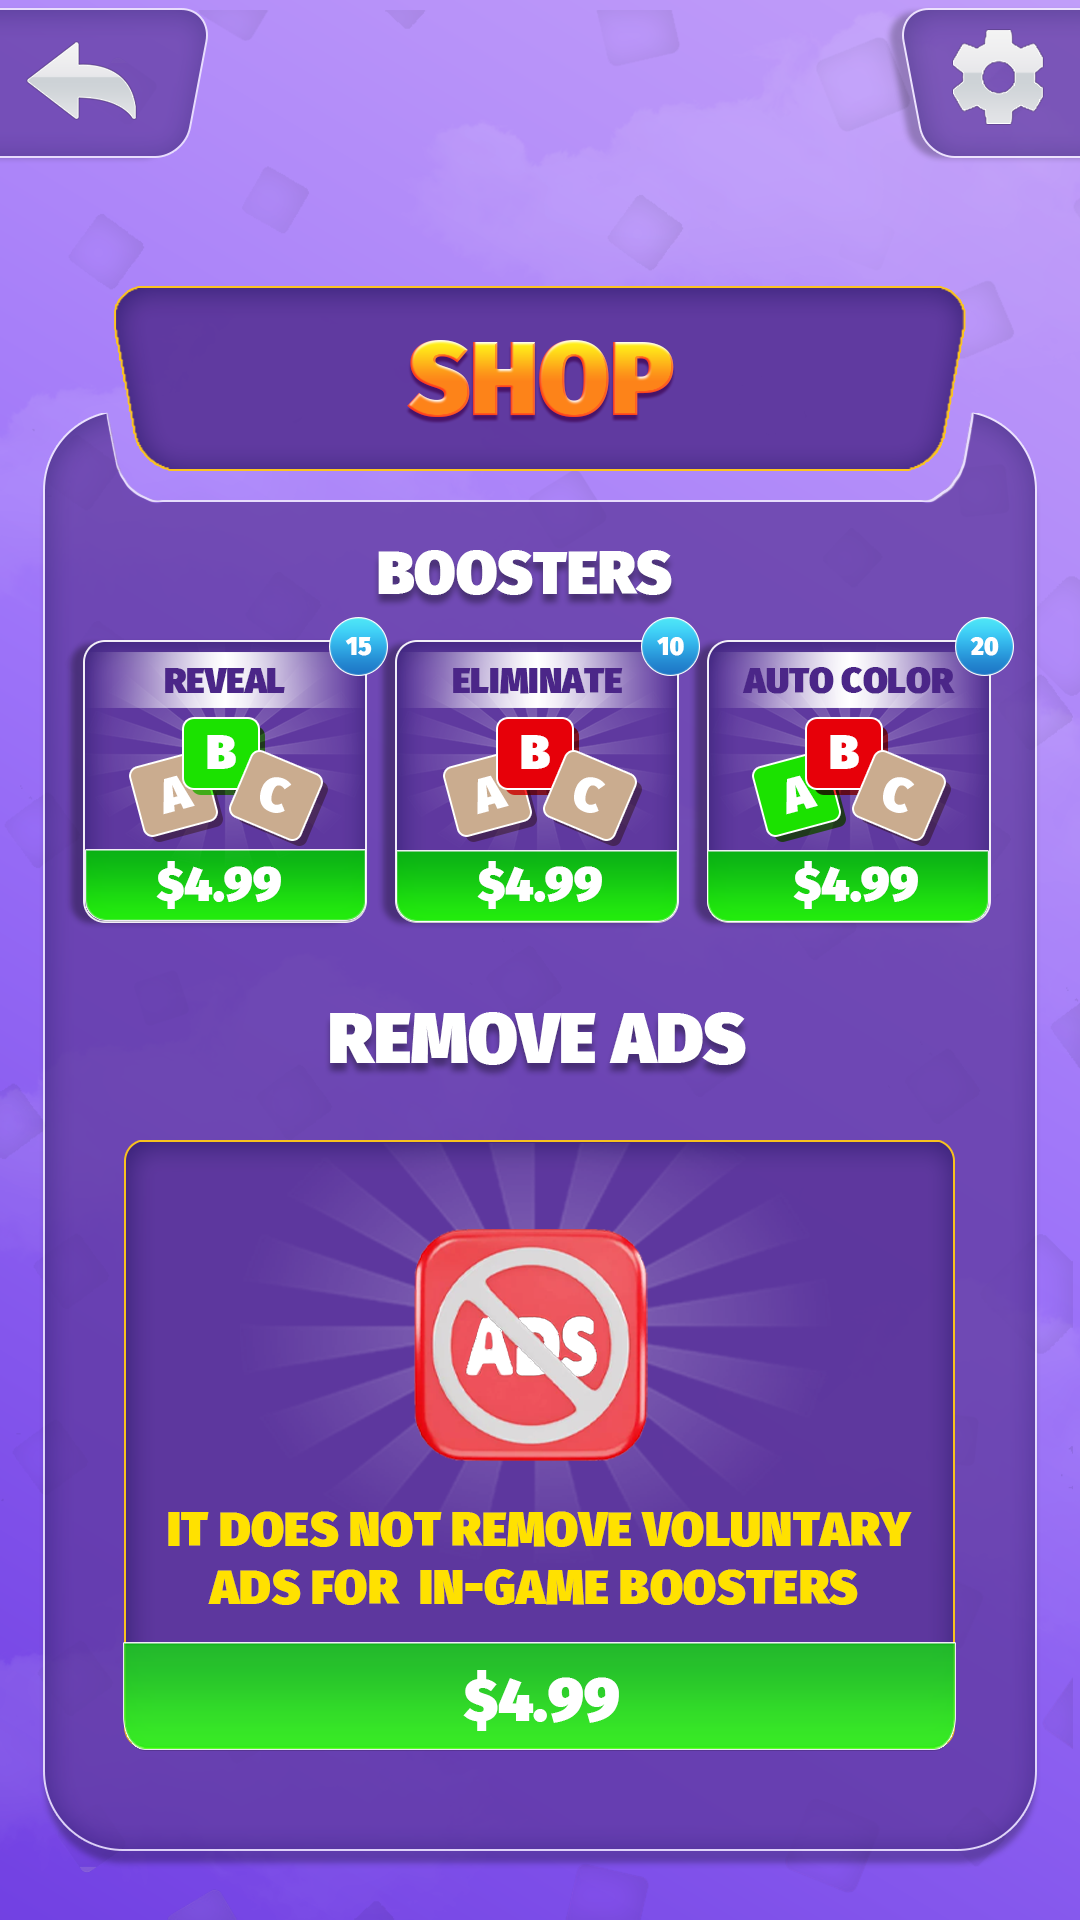 SHOP
BOOSTERS
15
10
20
REVEAL
ELIMINATE
AUTO COLOR
B
A C
B
A C
B
A C
$4.99
$4.99
$4.99
REMOVE ADS
ADS
IT DOES NOT REMOVE VOLUNTARY
ADS FOR IN-GAME BOOSTERS
$4.99